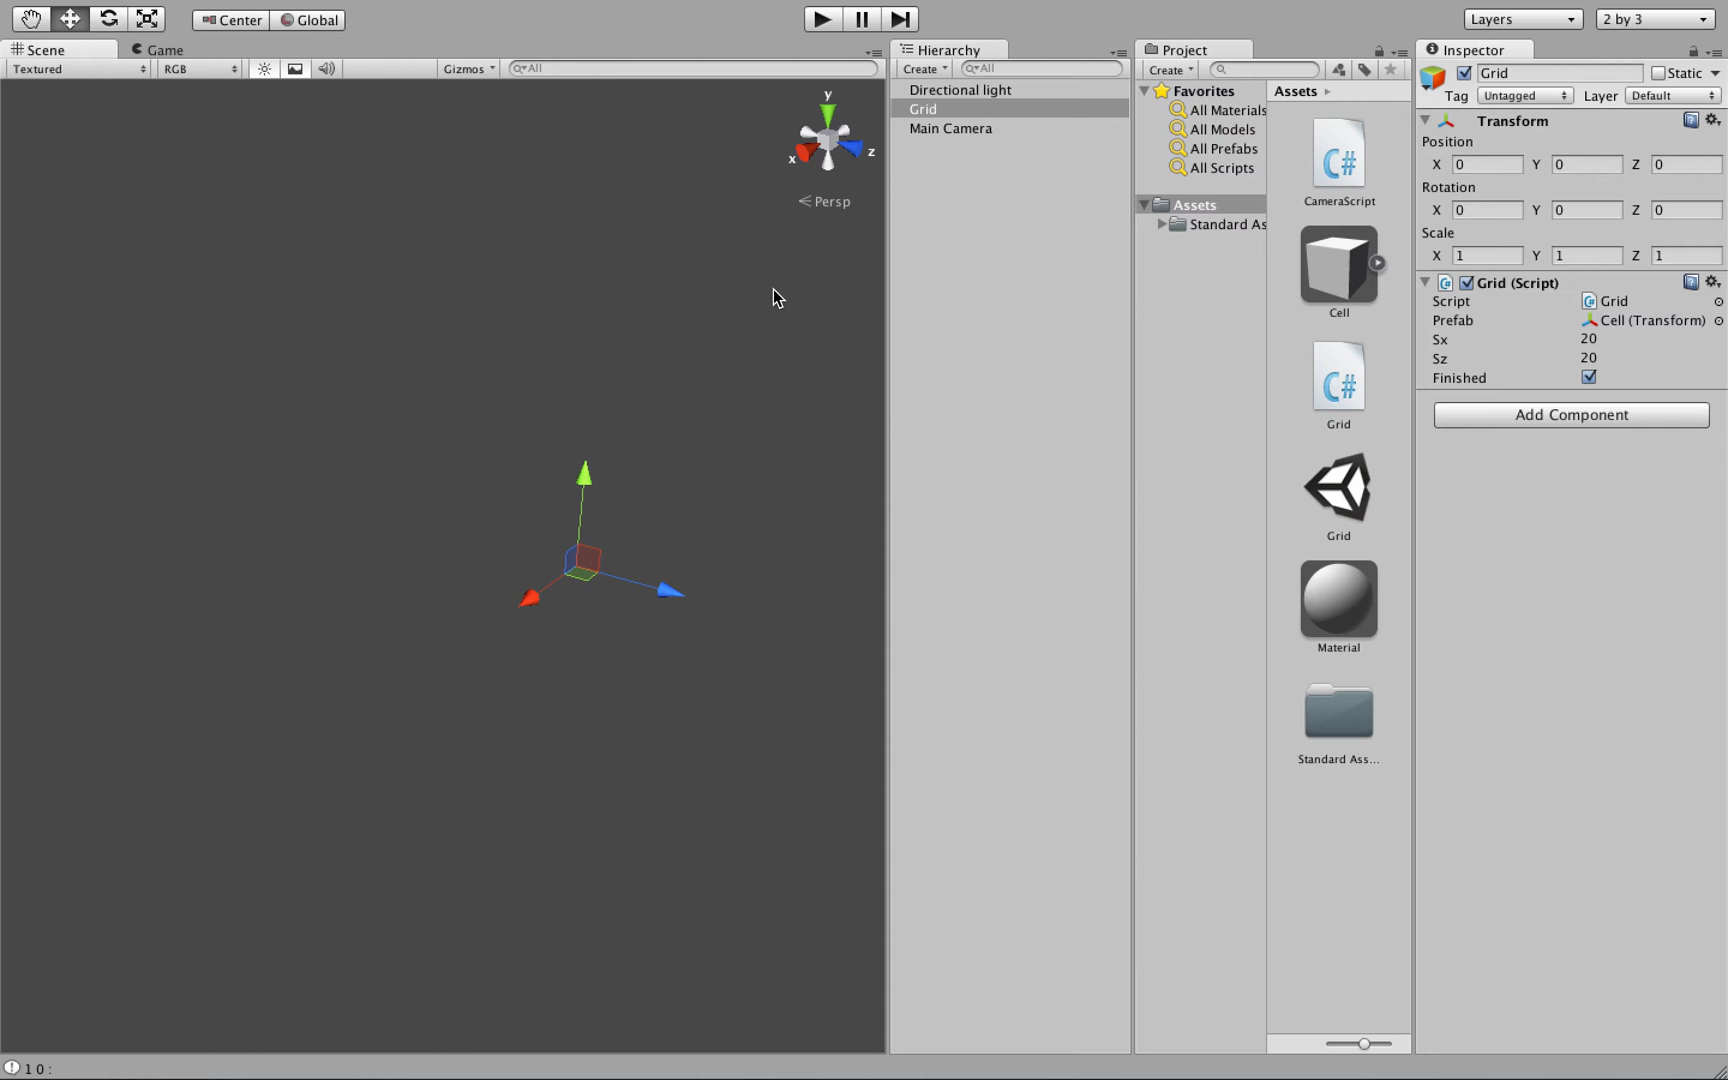 Center
Global
Layers
2 by 3
Scene
Game
Textured
RGB
Gizmos
All
y
x
z
Persp
Hierarchy
Create
All
Directional light
Grid
Main Camera
Project
Create
Favorites
All Materials
All Models
All Prefabs
All Scripts
Assets
Standard As
Assets
C#
CameraScript
Cell
C#
Grid
Grid
Material
Standard Ass...
Inspector
Grid
Static
Tag Untagged Layer Default
Transform
Position
X 0 Y 0 Z 0
Rotation
X 0 Y 0 Z 0
Scale
X 1 Y 1 Z 1
Grid (Script)
Script Grid
Prefab Cell (Transform)
Sx 20
Sz 20
Finished
Add Component
1 0 :